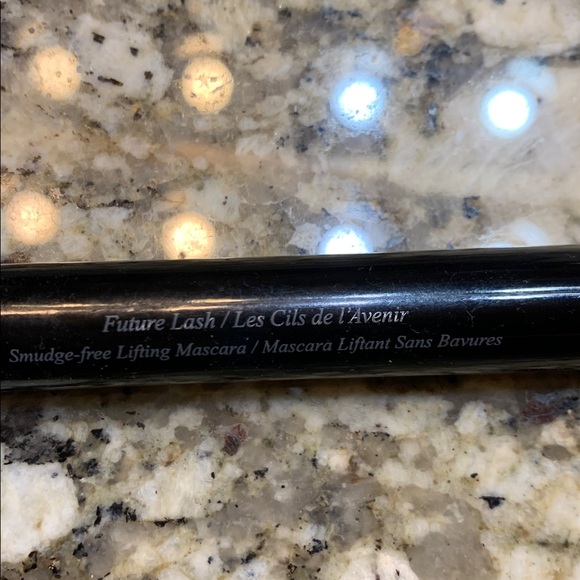 Future Lash / Les Cils de l'Avenir
Smudge-free Lifting Mascara / Mascara Liftant Sans Bavures